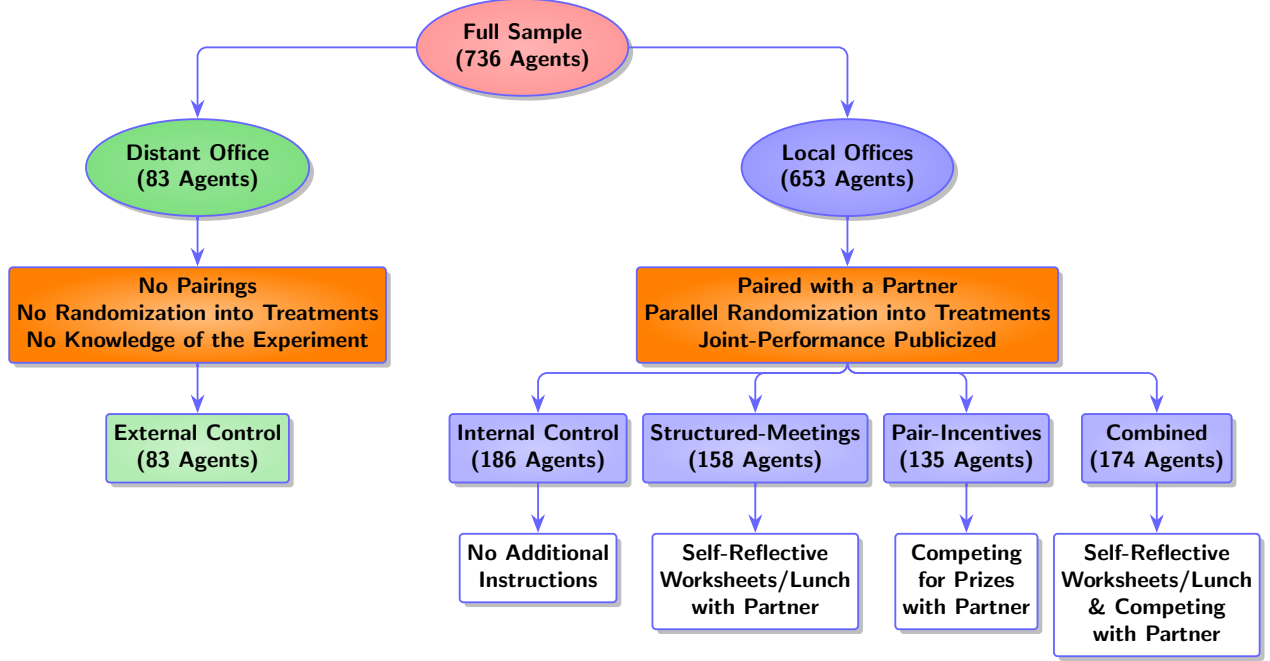 Full Sample
(736 Agents)
Distant Office
(83 Agents)
Local Offices
(653 Agents)
No Pairings
No Randomization into Treatments
No Knowledge of the Experiment
Paired with a Partner
Parallel Randomization into Treatments
Joint-Performance Publicized
External Control
(83 Agents)
Internal Control
(186 Agents)
Structured-Meetings
(158 Agents)
Pair-Incentives
(135 Agents)
Combined
(174 Agents)
No Additional
Instructions
Self-Reflective
Worksheets/Lunch
with Partner
Competing
for Prizes
with Partner
Self-Reflective
Worksheets/Lunch
& Competing
with Partner